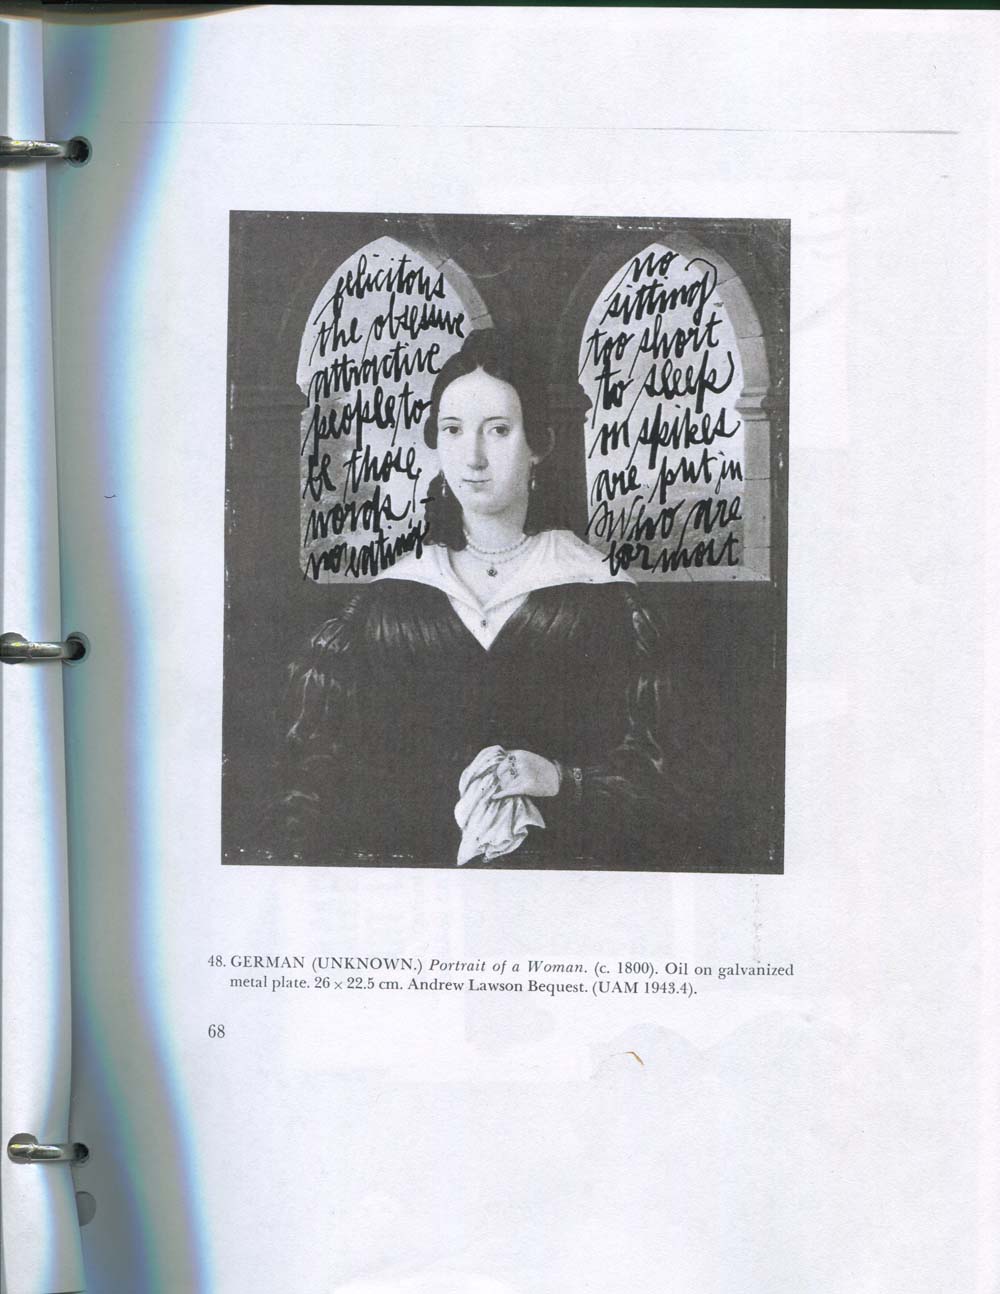 felicitous
the obsessive
attractive
people to
be those
words –
no eating
no
sitting
too short
to sleep
on spikes
are put in
Who are
for most
48. GERMAN (UNKNOWN.) Portrait of a Woman. (c. 1800). Oil on galvanized
metal plate. 26 × 22.5 cm. Andrew Lawson Bequest. (UAM 1943.4).
68